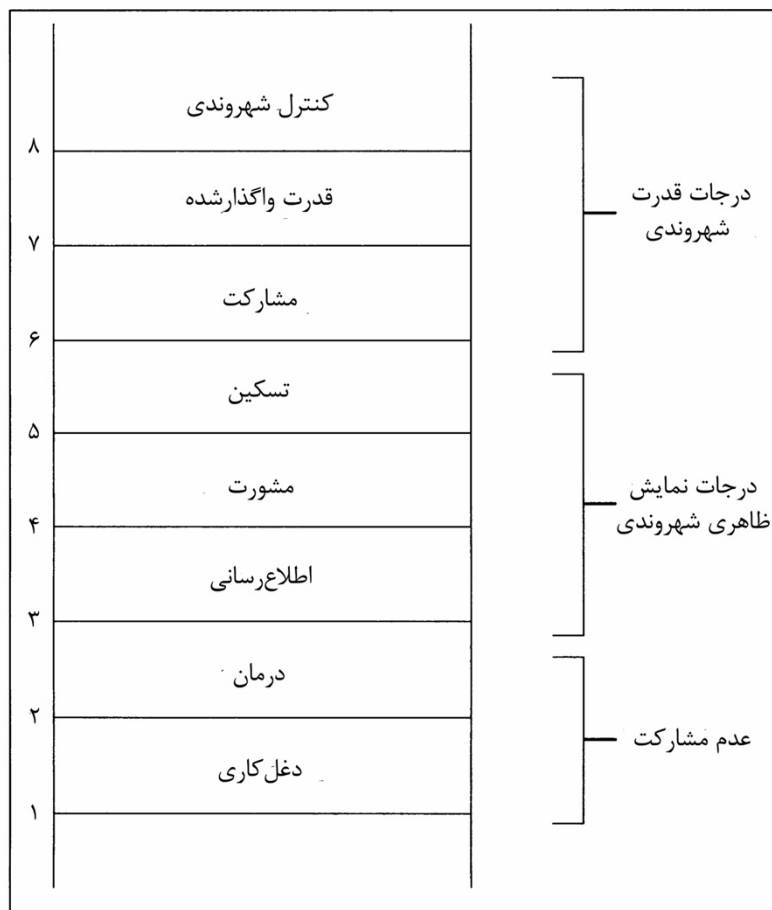 کنترل شهروندی
۸
قدرت واگذارشده
۷
مشارکت
۶
تسکین
۵
مشورت
۴
اطلاع‌رسانی
۳
درمان
۲
دغل‌کاری
۱
درجات قدرت
شهروندی
درجات نمایش
ظاهری شهروندی
عدم مشارکت